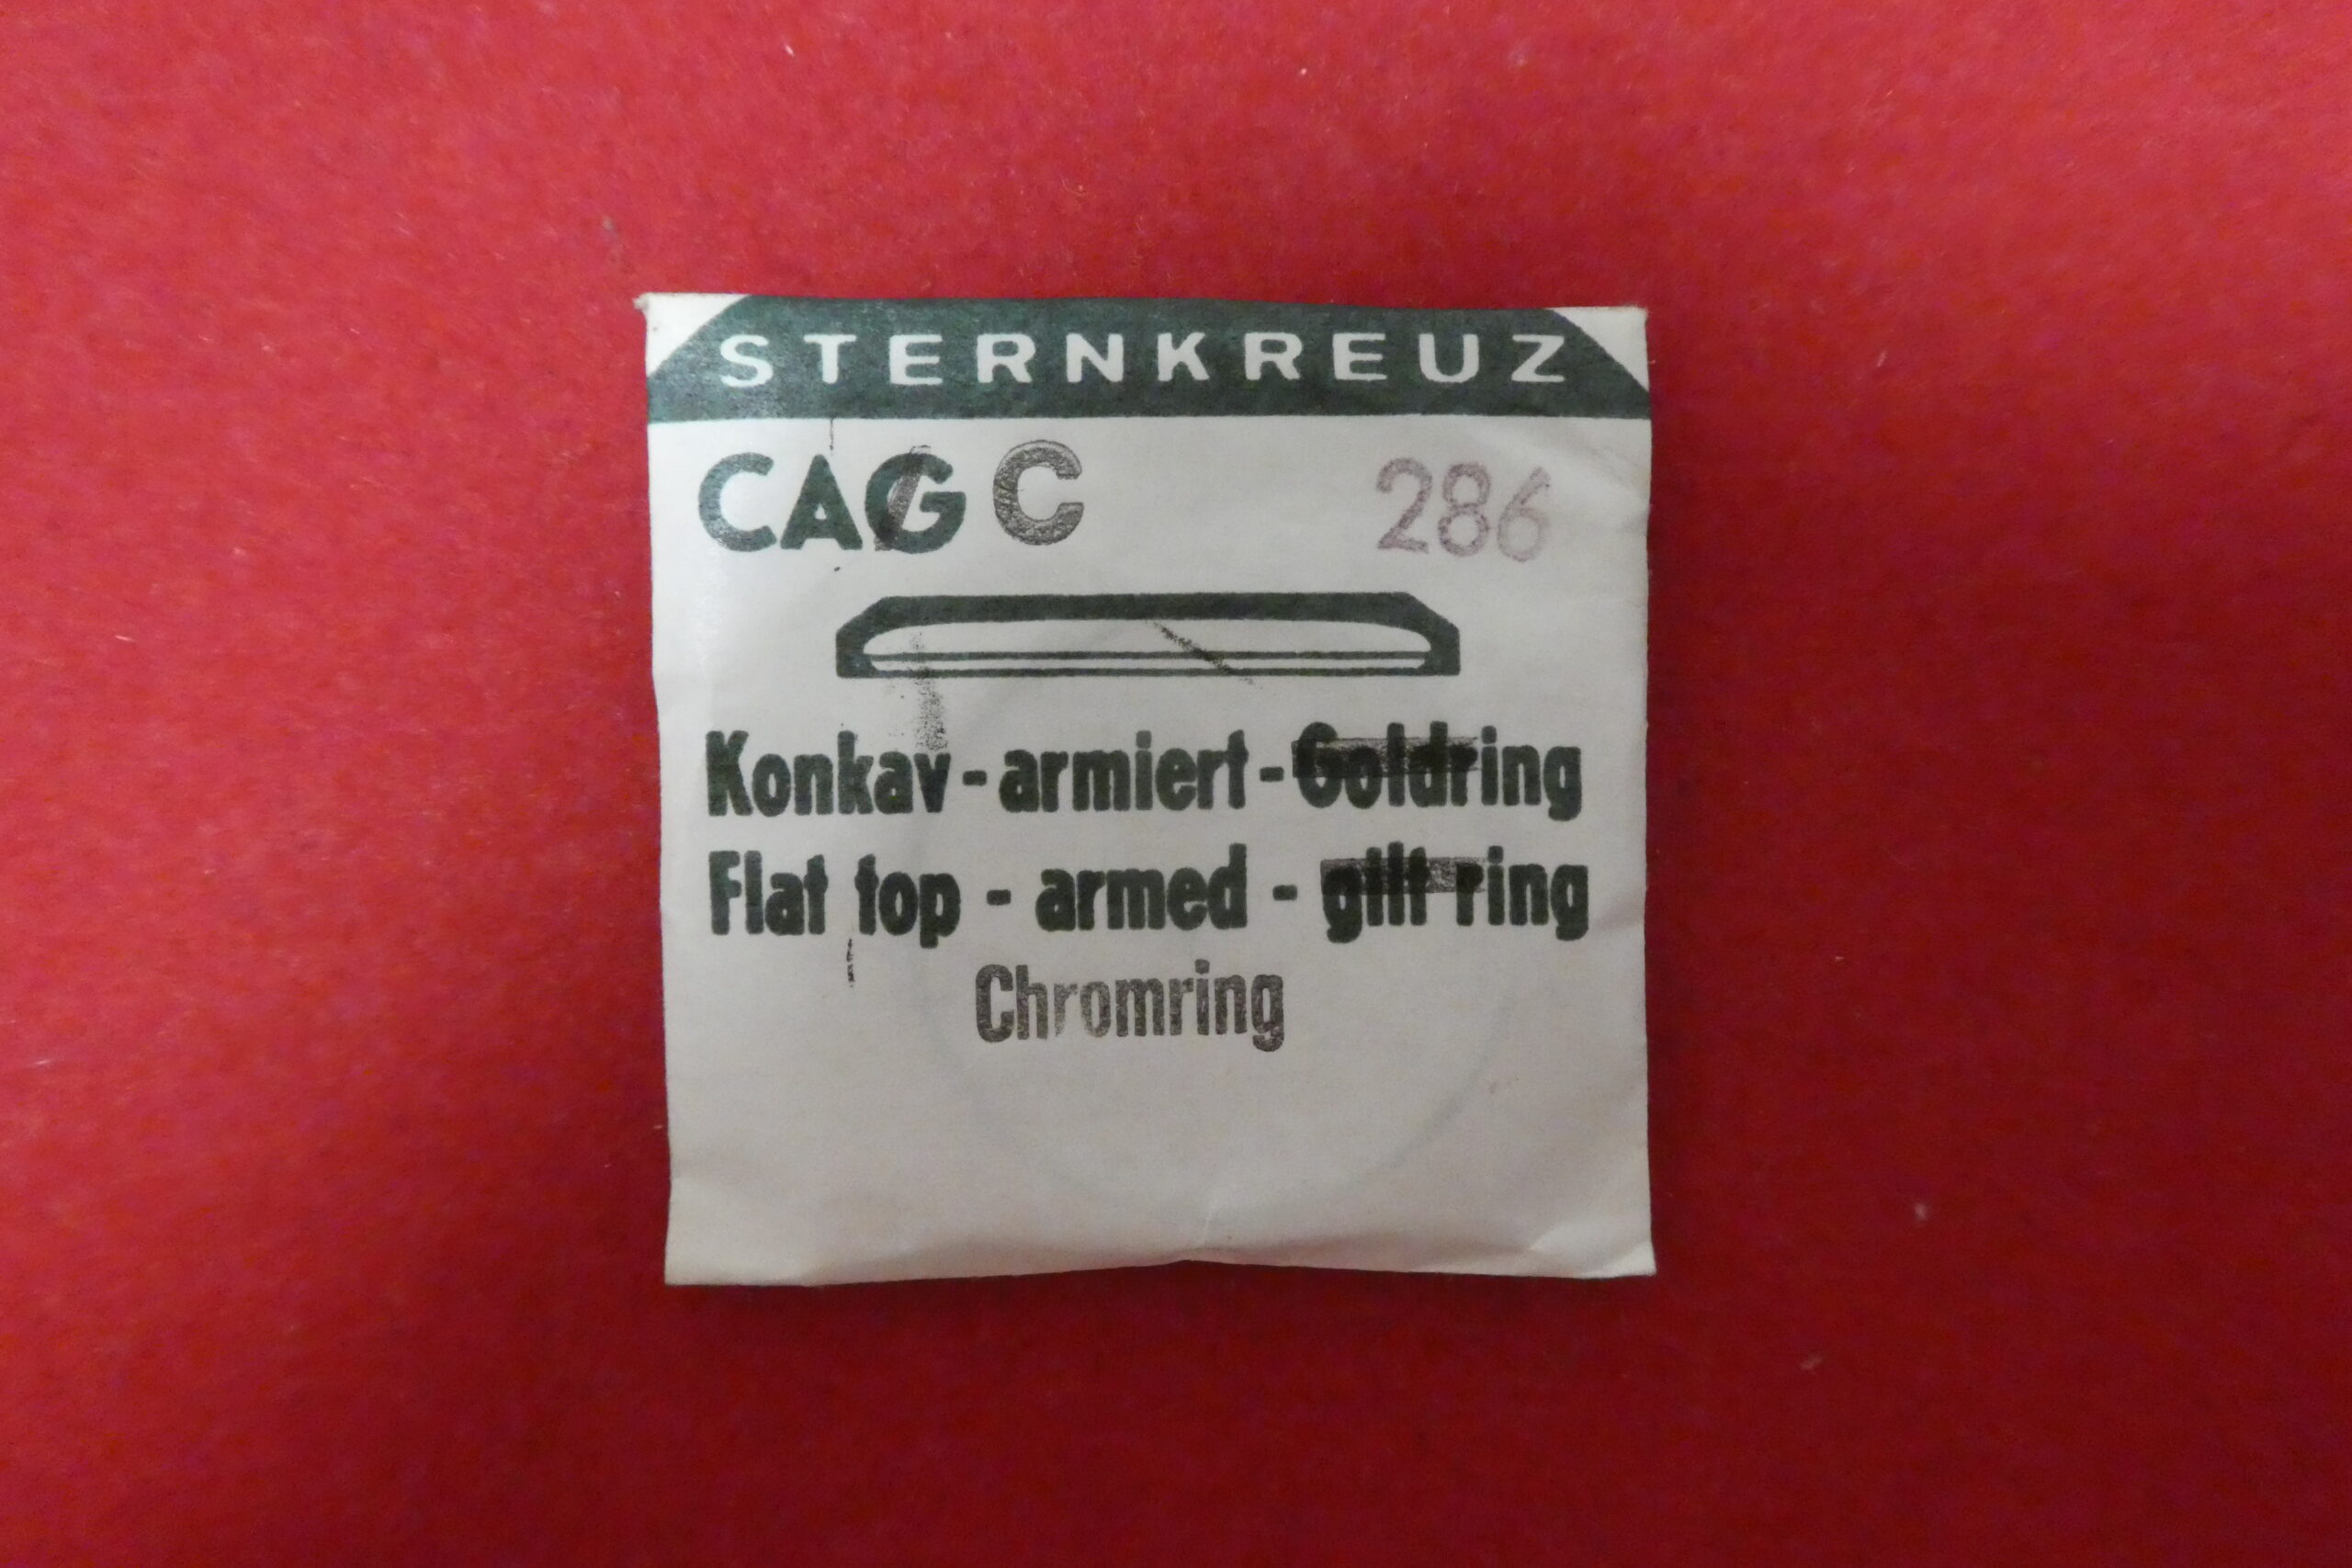 STERNKREUZ
CAG C 286
Konkav - armiert - Goldring
Flat top - armed - gilt ring
Chromring